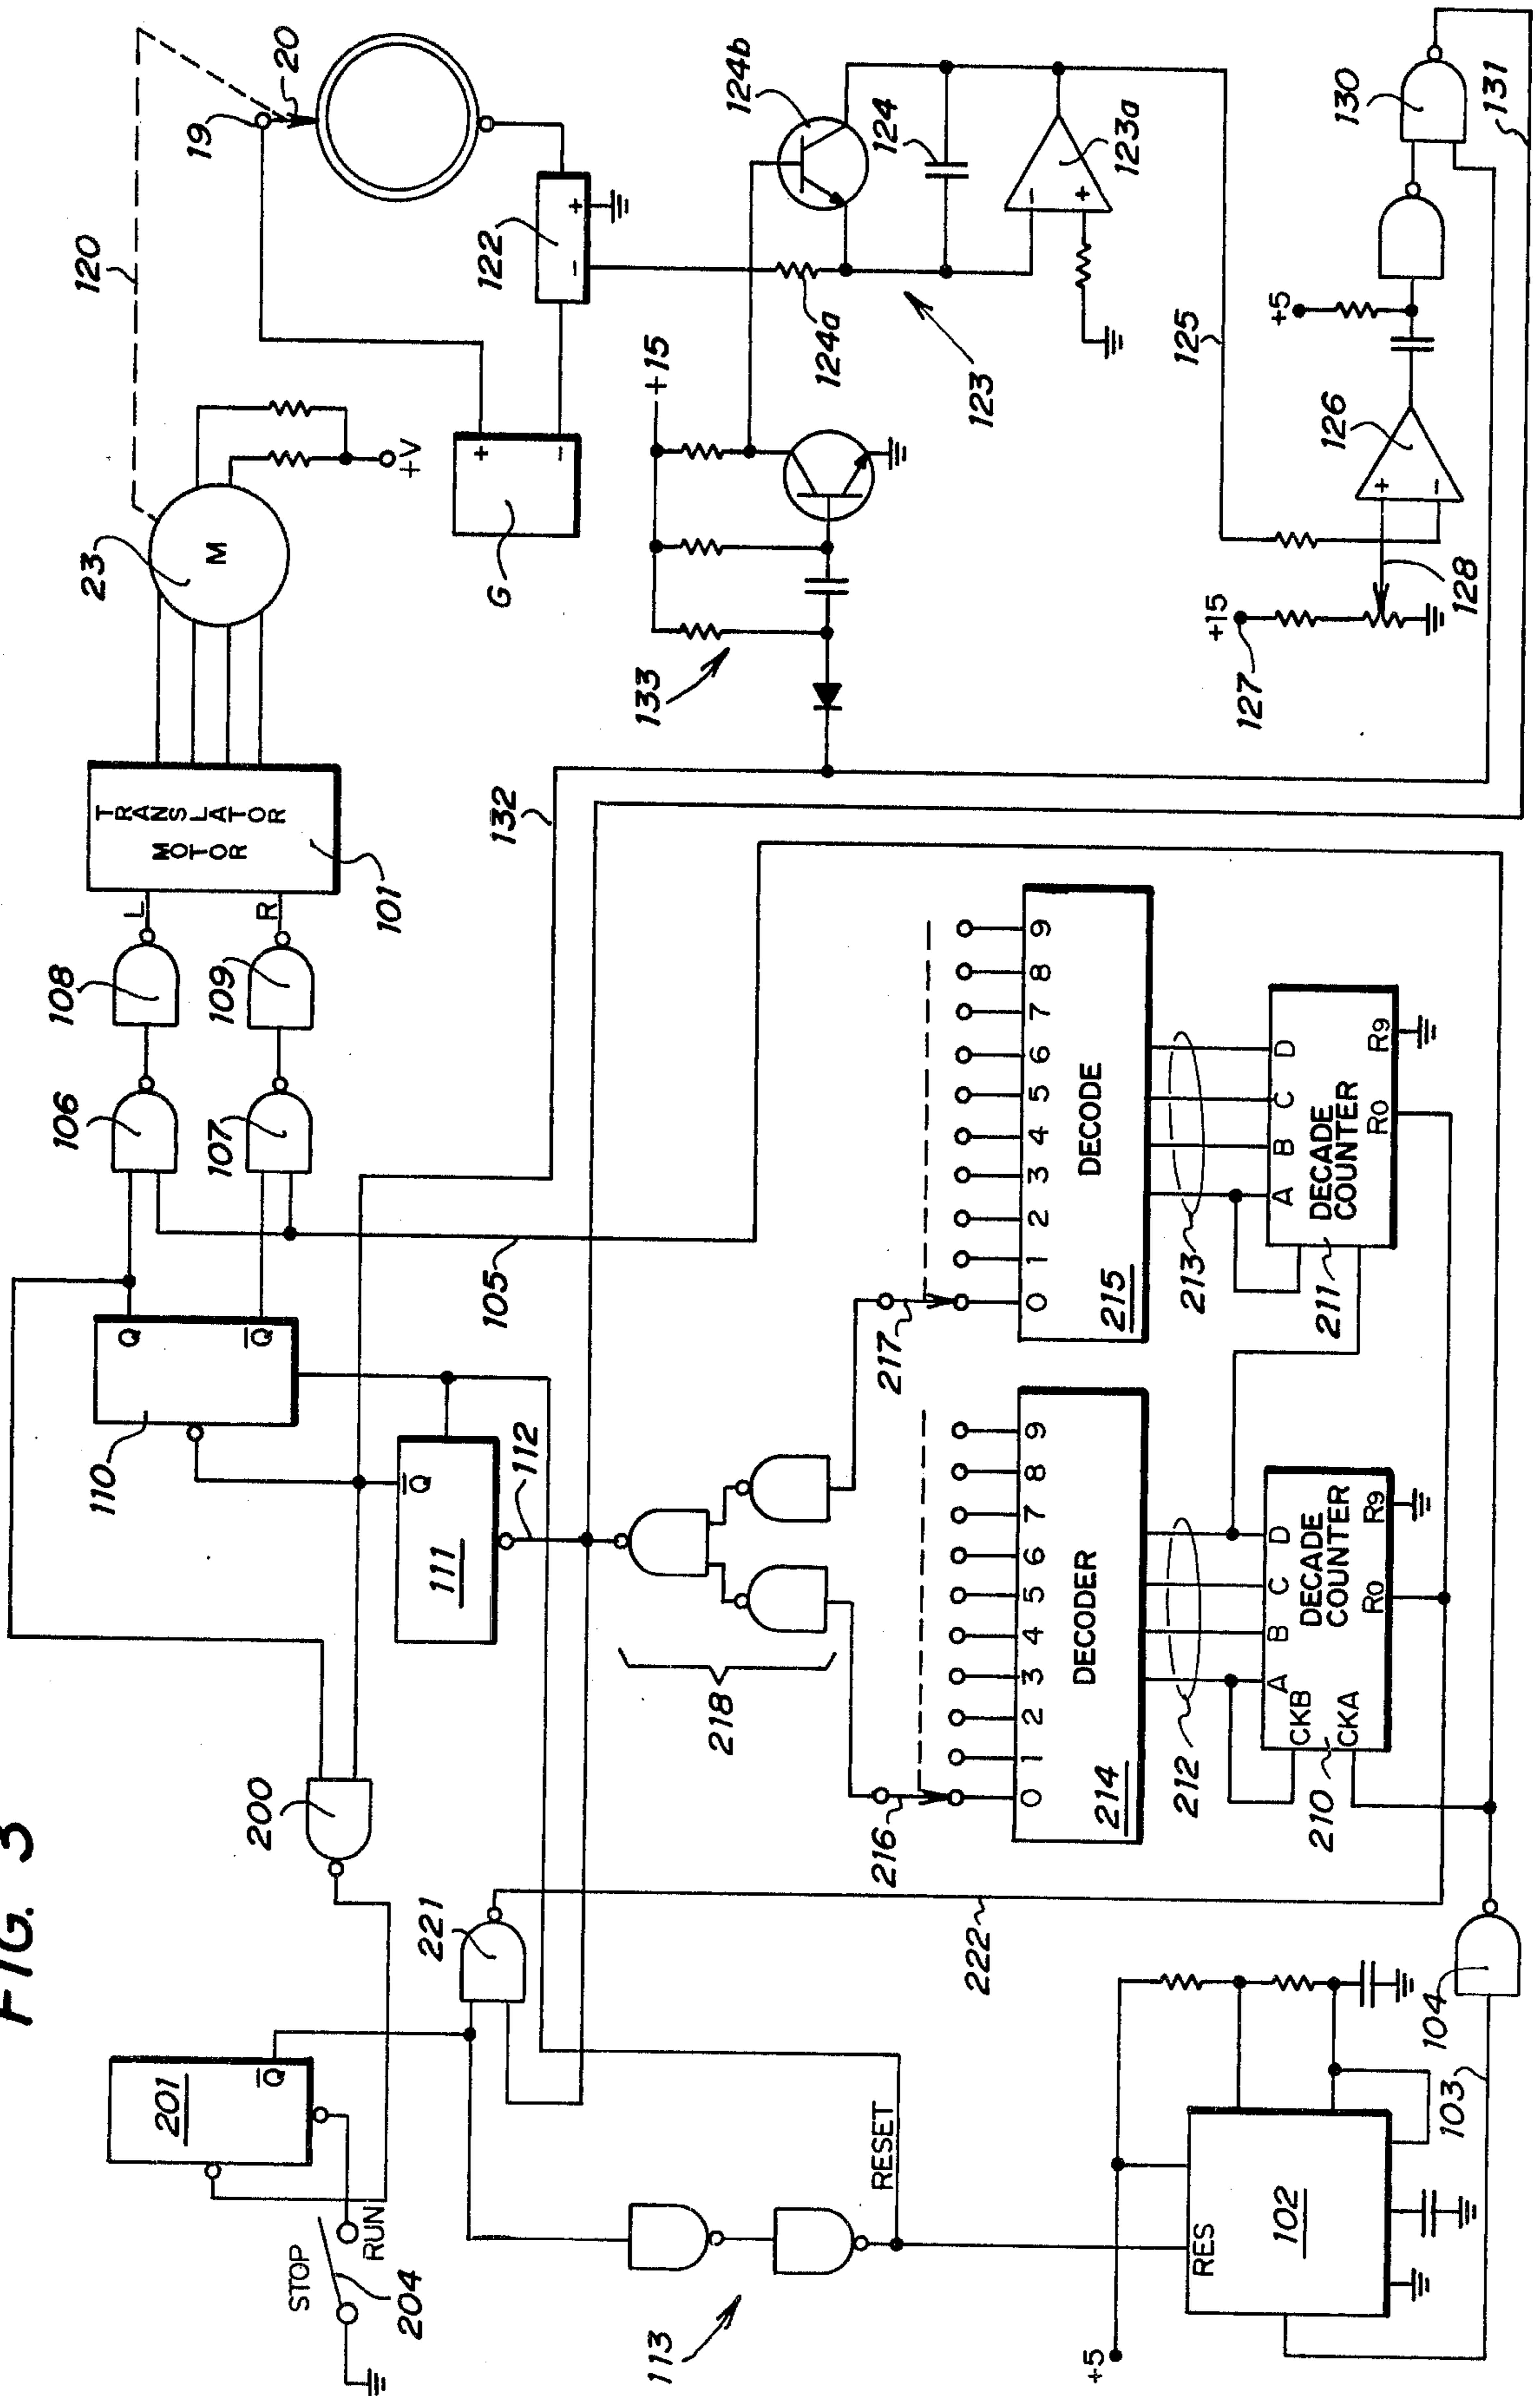 FIG. 3
120
19
20
23
M
+V
TRANSLATOR
MOTOR
101
L
R
108
109
106
107
Q
Q̅
110
105
132
Q̅
111
112
200
201
Q̅
STOP
RUN
204
221
113
RESET
222
G
+
-
122
-
+
+15
133
124a
124b
124
123
123a
-
+
125
+5
126
+
-
+15
127
128
130
131
218
216
217
0 1 2 3 4 5 6 7 8 9
DECODER
214
0 1 2 3 4 5 6 7 8 9
DECODE
215
212
213
A B C D
CKB
CKA
DECADE
COUNTER
R0
R9
210
A B C D
DECADE
COUNTER
R0
R9
211
+5
RES
102
103
104